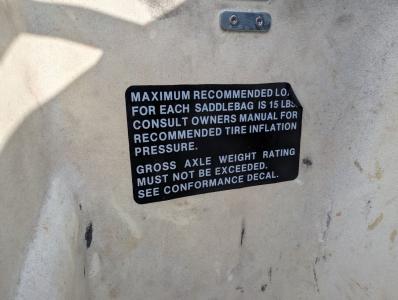 MAXIMUM RECOMMENDED
FOR EACH SADDLEBAG IS 15 LBS.
CONSULT OWNERS MANUAL FOR
RECOMMENDED TIRE INFLATION
PRESSURE.
GROSS AXLE WEIGHT RATING
MUST NOT BE EXCEEDED.
SEE CONFORMANCE DECAL.